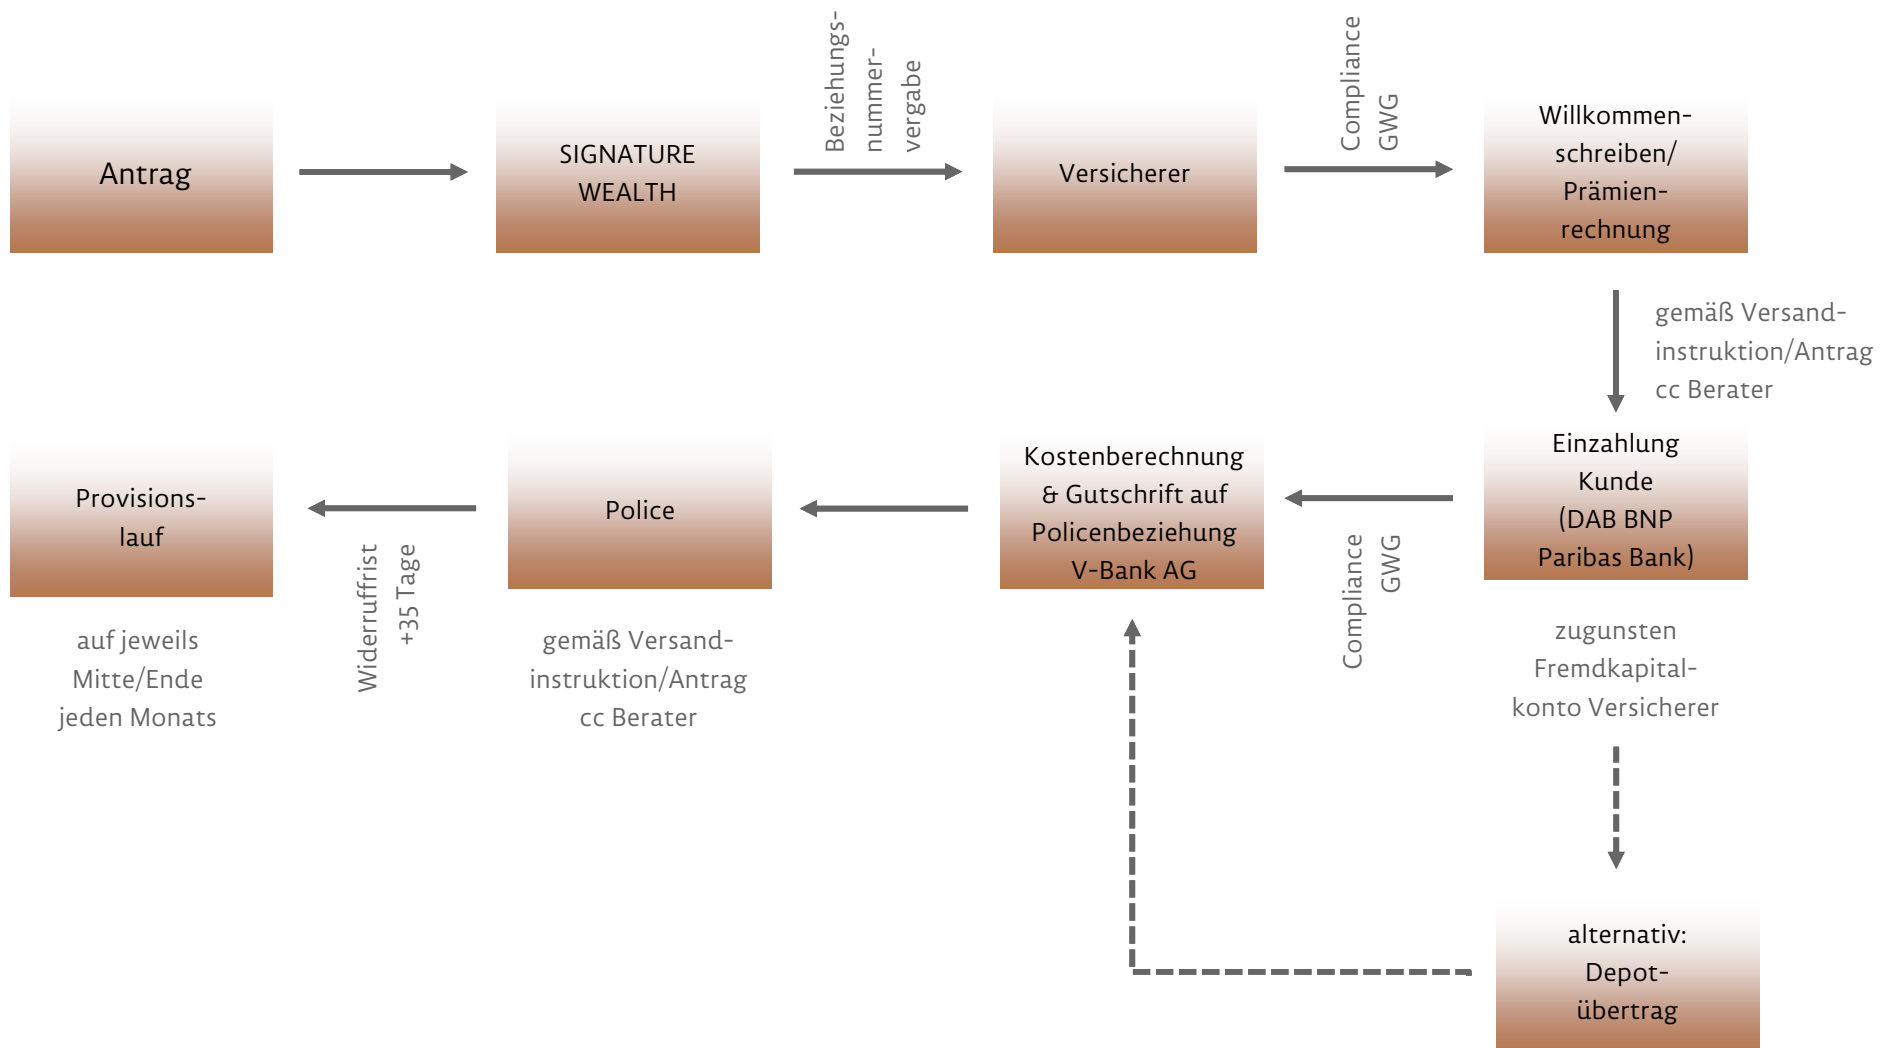 Antrag
SIGNATURE
WEALTH
Beziehungs-
nummer-
vergabe
Versicherer
Compliance
GWG
Willkommen-
schreiben/
Prämien-
rechnung
gemäß Versand-
instruktion/Antrag
cc Berater
Einzahlung
Kunde
(DAB BNP
Paribas Bank)
zugunsten
Fremdkapital-
konto Versicherer
Compliance
GWG
Kostenberechnung
& Gutschrift auf
Policenbeziehung
V-Bank AG
Police
gemäß Versand-
instruktion/Antrag
cc Berater
Widerruffrist
+35 Tage
Provisions-
lauf
auf jeweils
Mitte/Ende
jeden Monats
alternativ:
Depot-
übertrag